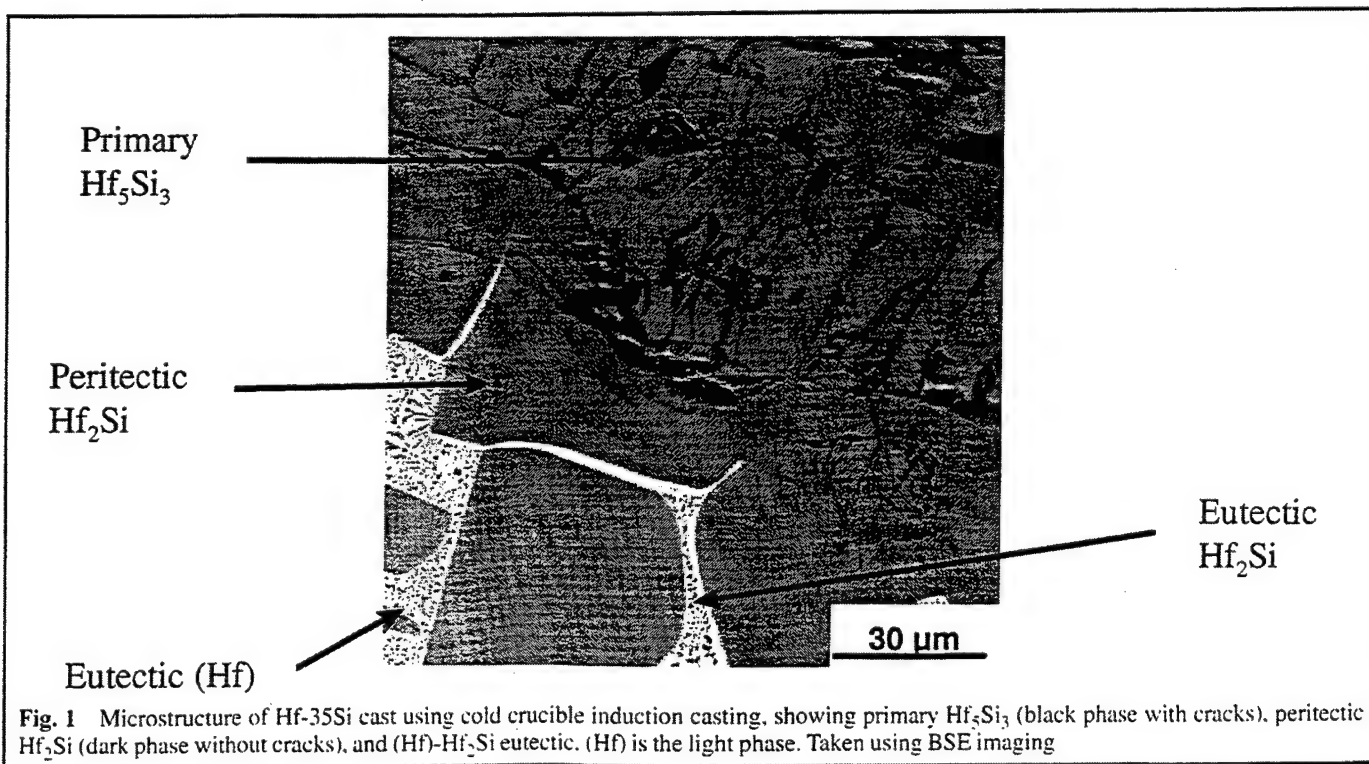 Primary
Hf₅Si₃
Peritectic
Hf₂Si
Eutectic
Hf₂Si
30 µm
Eutectic (Hf)
Fig. 1 Microstructure of Hf-35Si cast using cold crucible induction casting, showing primary Hf₅Si₃ (black phase with cracks), peritectic
Hf₂Si (dark phase without cracks), and (Hf)-Hf₂Si eutectic. (Hf) is the light phase. Taken using BSE imaging